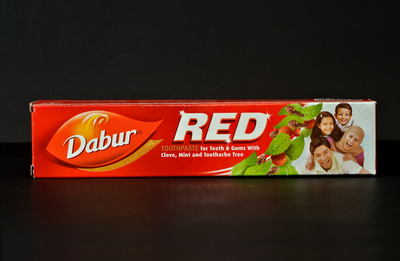 Dabur
RED
TOOTHPASTE for Teeth & Gums With
Clove, Mint and Toothache Tree